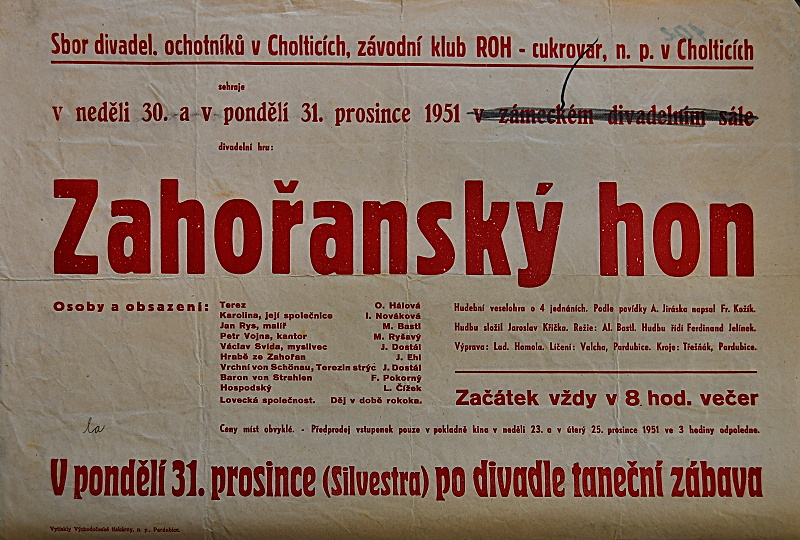 Sbor divadel. ochotníků v Cholticích, závodní klub ROH - cukrovar, n. p. v Cholticích
sehraje
v neděli 30. a v pondělí 31. prosince 1951 v zámeckém divadelním sále
divadelní hru:
Zahořanský hon
Osoby a obsazení:
Terez O. Hálová
Karolina, její společnice I. Nováková
Jan Rys, malíř M. Bastl
Petr Vojna, kantor M. Ryšavý
Václav Svída, myslivec J. Dostál
Hrabě ze Zahořan J. Ehl
Vrchní von Schönau, Terezin strýc J. Dostál
Baron von Strahlen F. Pokorný
Hospodský L. Čížek
Lovecká společnost. Děj v době rokoka.
Hudební veselohra o 4 jednáních. Podle povídky A. Jiráska napsal Fr. Kožík.
Hudbu složil Jaroslav Křička. Režie: Al. Bastl. Hudbu řídí Ferdinand Jelínek.
Výprava: Lad. Homola. Líčení: Valcha, Pardubice. Kroje: Třešňák, Pardubice.
Začátek vždy v 8 hod. večer
Ceny míst obvyklé. - Předprodej vstupenek pouze v pokladně kina v neděli 23. a v úterý 25. prosince 1951 ve 3 hodiny odpoledne.
V pondělí 31. prosince (Silvestra) po divadle taneční zábava
Vytiskly Východočeské tiskárny, n. p., Pardubice.